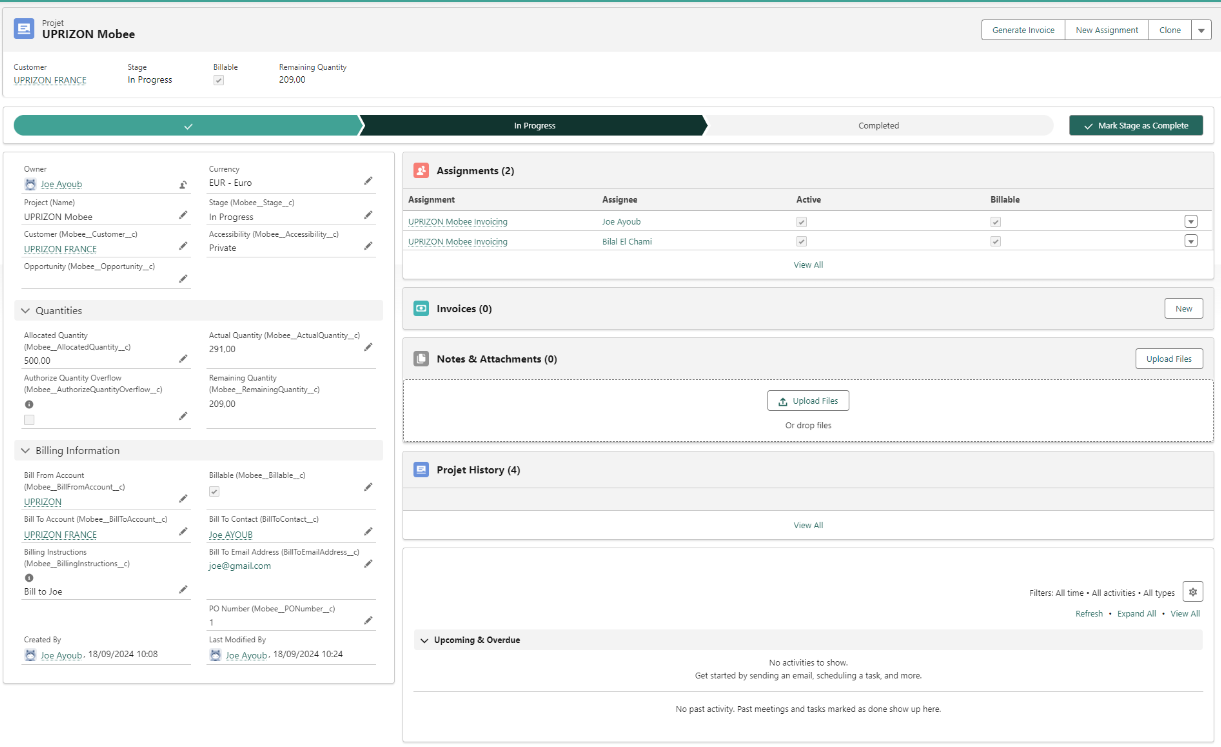 Projet
UPRIZON Mobee
Generate Invoice
New Assignment
Clone
Customer
Stage
Billable
Remaining Quantity
UPRIZON FRANCE
In Progress
209,00
In Progress
Completed
Mark Stage as Complete
Owner
Joe Ayoub
Currency
EUR - Euro
Project (Name)
UPRIZON Mobee
Stage (Mobee__Stage__c)
In Progress
Customer (Mobee__Customer__c)
UPRIZON FRANCE
Accessibility (Mobee__Accessibility__c)
Private
Opportunity (Mobee__Opportunity__c)
Quantities
Allocated Quantity
(Mobee__AllocatedQuantity__c)
500,00
Actual Quantity (Mobee__ActualQuantity__c)
291,00
Authorize Quantity Overflow
(Mobee__AuthorizeQuantityOverflow__c)
Remaining Quantity
(Mobee__RemainingQuantity__c)
209,00
Billing Information
Bill From Account
(Mobee__BillFromAccount__c)
UPRIZON
Billable (Mobee__Billable__c)
Bill To Account (Mobee__BillToAccount__c)
UPRIZON FRANCE
Bill To Contact (BillToContact__c)
Joe AYOUB
Billing Instructions
(Mobee__BillingInstructions__c)
Bill to Joe
Bill To Email Address (BillToEmailAddress__c)
joe@gmail.com
PO Number (Mobee__PONumber__c)
1
Created By
Joe Ayoub, 18/09/2024 10:08
Last Modified By
Joe Ayoub, 18/09/2024 10:24
Assignments (2)
Assignment
Assignee
Active
Billable
UPRIZON Mobee Invoicing
Joe Ayoub
UPRIZON Mobee Invoicing
Bilal El Chami
View All
Invoices (0)
New
Notes & Attachments (0)
Upload Files
Upload Files
Or drop files
Projet History (4)
View All
Filters: All time • All activities • All types
Refresh • Expand All • View All
Upcoming & Overdue
No activities to show.
Get started by sending an email, scheduling a task, and more.
No past activity. Past meetings and tasks marked as done show up here.